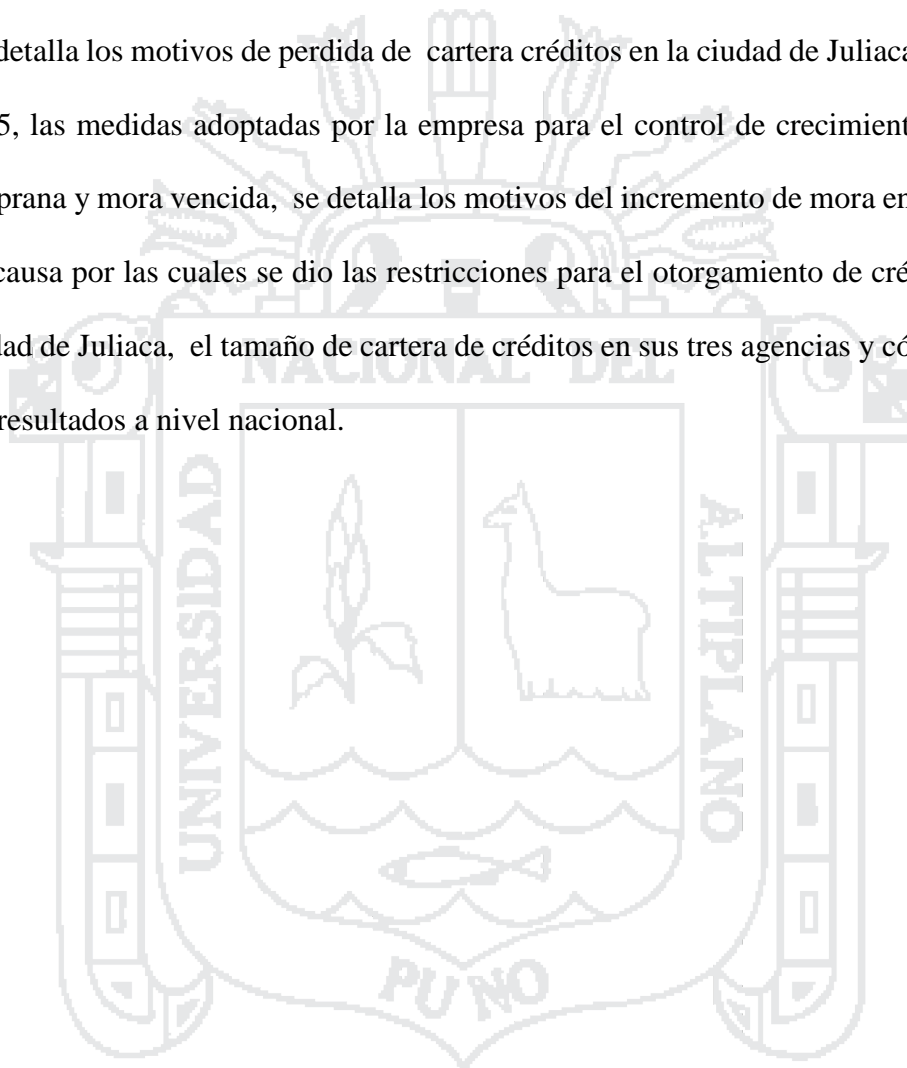 detalla los motivos de perdida de cartera créditos en la ciudad de Juliaca
5, las medidas adoptadas por la empresa para el control de crecimient
prana y mora vencida, se detalla los motivos del incremento de mora en
causa por las cuales se dio las restricciones para el otorgamiento de cré
dad de Juliaca, el tamaño de cartera de créditos en sus tres agencias y có
resultados a nivel nacional.
NACIONAL DEL
UNIVERSIDAD
ALTIPLANO
PUNO